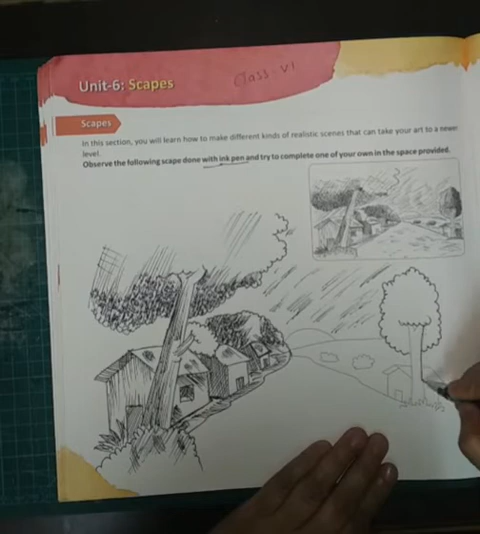 Unit-6: Scapes
Class - VI
Scapes
In this section, you will learn how to make different kinds of realistic scenes that can take your art to a newer
level.
Observe the following scape done with ink pen and try to complete one of your own in the space provided.